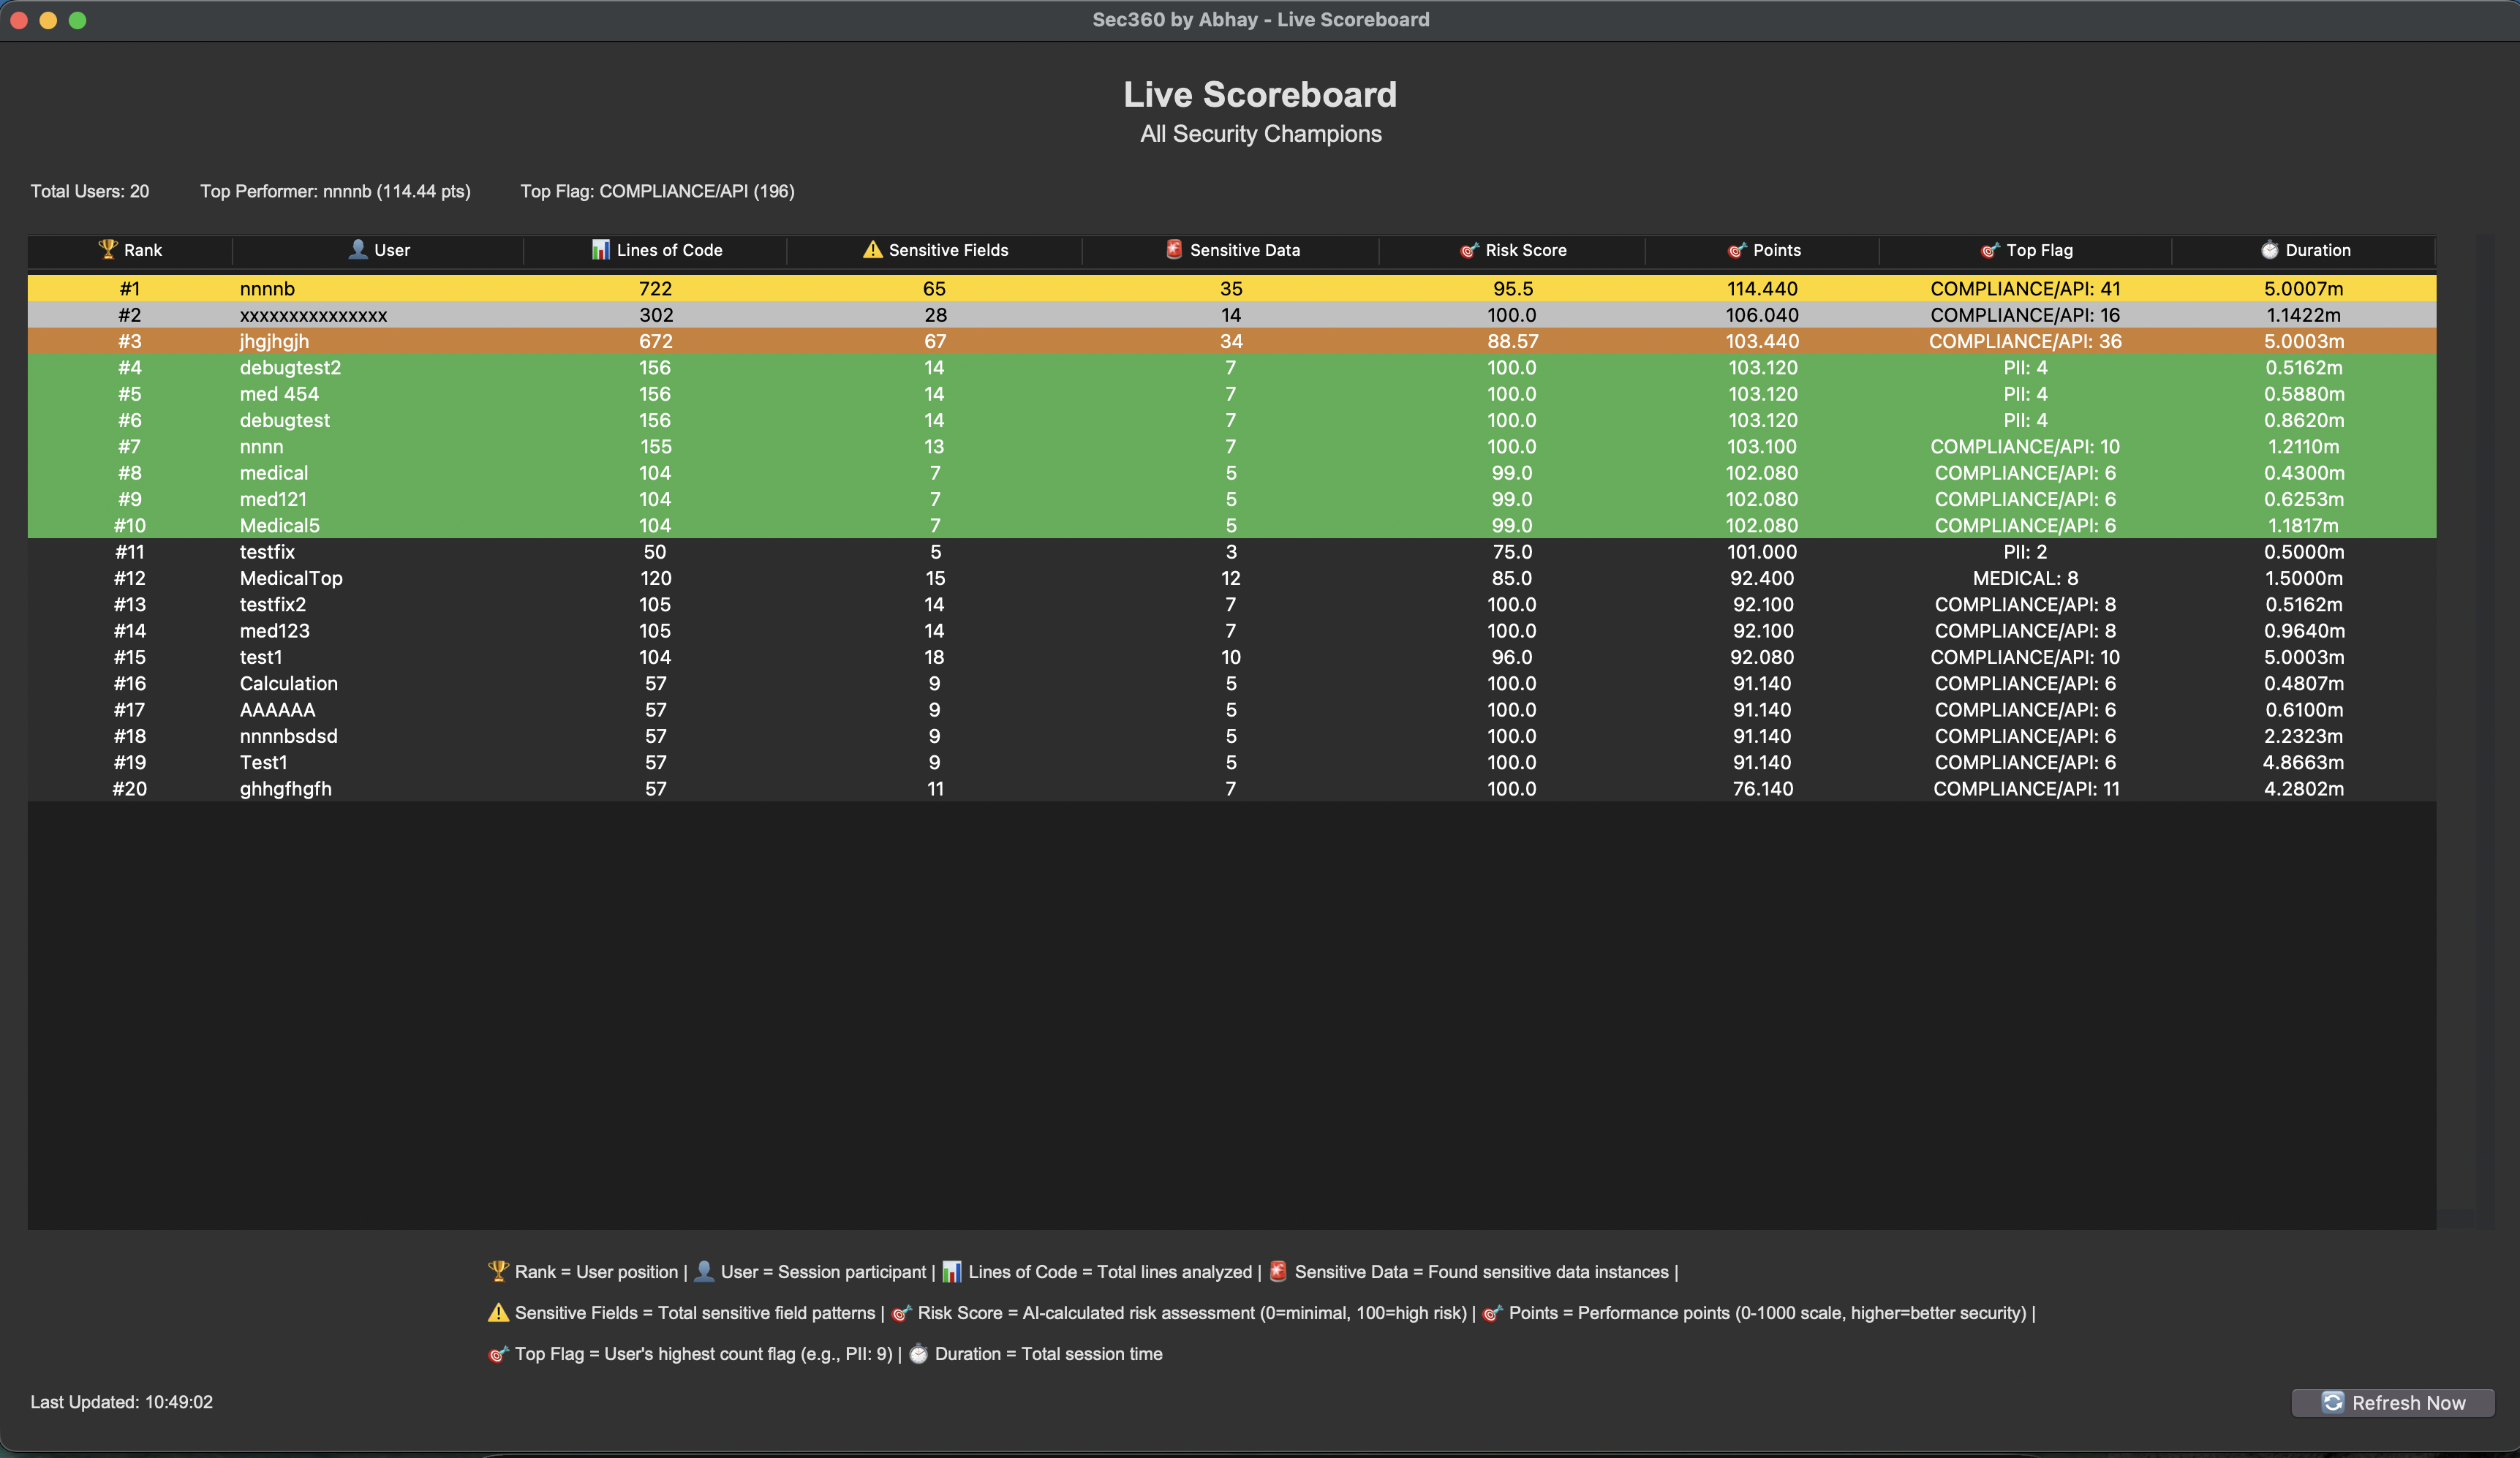 Sec360 by Abhay - Live Scoreboard
Live Scoreboard
All Security Champions
Total Users: 20 Top Performer: nnnnb (114.44 pts) Top Flag: COMPLIANCE/API (196)
🏆 Rank 👤 User 📊 Lines of Code ⚠️ Sensitive Fields 🚨 Sensitive Data 🎯 Risk Score 🎯 Points 🎯 Top Flag ⏱️ Duration
#1 nnnnb 722 65 35 95.5 114.440 COMPLIANCE/API: 41 5.0007m
#2 xxxxxxxxxxxxxxx 302 28 14 100.0 106.040 COMPLIANCE/API: 16 1.1422m
#3 jhgjhgjh 672 67 34 88.57 103.440 COMPLIANCE/API: 36 5.0003m
#4 debugtest2 156 14 7 100.0 103.120 PII: 4 0.5162m
#5 med 454 156 14 7 100.0 103.120 PII: 4 0.5880m
#6 debugtest 156 14 7 100.0 103.120 PII: 4 0.8620m
#7 nnnn 155 13 7 100.0 103.100 COMPLIANCE/API: 10 1.2110m
#8 medical 104 7 5 99.0 102.080 COMPLIANCE/API: 6 0.4300m
#9 med121 104 7 5 99.0 102.080 COMPLIANCE/API: 6 0.6253m
#10 Medical5 104 7 5 99.0 102.080 COMPLIANCE/API: 6 1.1817m
#11 testfix 50 5 3 75.0 101.000 PII: 2 0.5000m
#12 MedicalTop 120 15 12 85.0 92.400 MEDICAL: 8 1.5000m
#13 testfix2 105 14 7 100.0 92.100 COMPLIANCE/API: 8 0.5162m
#14 med123 105 14 7 100.0 92.100 COMPLIANCE/API: 8 0.9640m
#15 test1 104 18 10 96.0 92.080 COMPLIANCE/API: 10 5.0003m
#16 Calculation 57 9 5 100.0 91.140 COMPLIANCE/API: 6 0.4807m
#17 AAAAAA 57 9 5 100.0 91.140 COMPLIANCE/API: 6 0.6100m
#18 nnnnbsdsd 57 9 5 100.0 91.140 COMPLIANCE/API: 6 2.2323m
#19 Test1 57 9 5 100.0 91.140 COMPLIANCE/API: 6 4.8663m
#20 ghhgfhgfh 57 11 7 100.0 76.140 COMPLIANCE/API: 11 4.2802m
🏆 Rank = User position | 👤 User = Session participant | 📊 Lines of Code = Total lines analyzed | 🚨 Sensitive Data = Found sensitive data instances |
⚠️ Sensitive Fields = Total sensitive field patterns | 🎯 Risk Score = AI-calculated risk assessment (0=minimal, 100=high risk) | 🎯 Points = Performance points (0-1000 scale, higher=better security) |
🎯 Top Flag = User's highest count flag (e.g., PII: 9) | ⏱️ Duration = Total session time
Last Updated: 10:49:02
🔄 Refresh Now